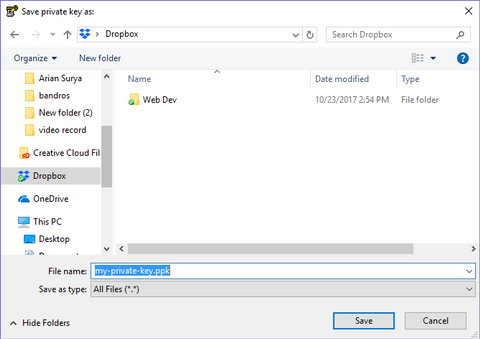 Save private key as:
Dropbox
Search Dropbox
Organize
New folder
Name
Date modified
Type
Arian Surya
bandros
New folder (2)
video record
Creative Cloud Fil
Dropbox
OneDrive
This PC
Desktop
Web Dev
10/23/2017 2:54 PM
File folder
File name:
my-private-key.ppk
Save as type:
All Files (*.*)
Hide Folders
Save
Cancel